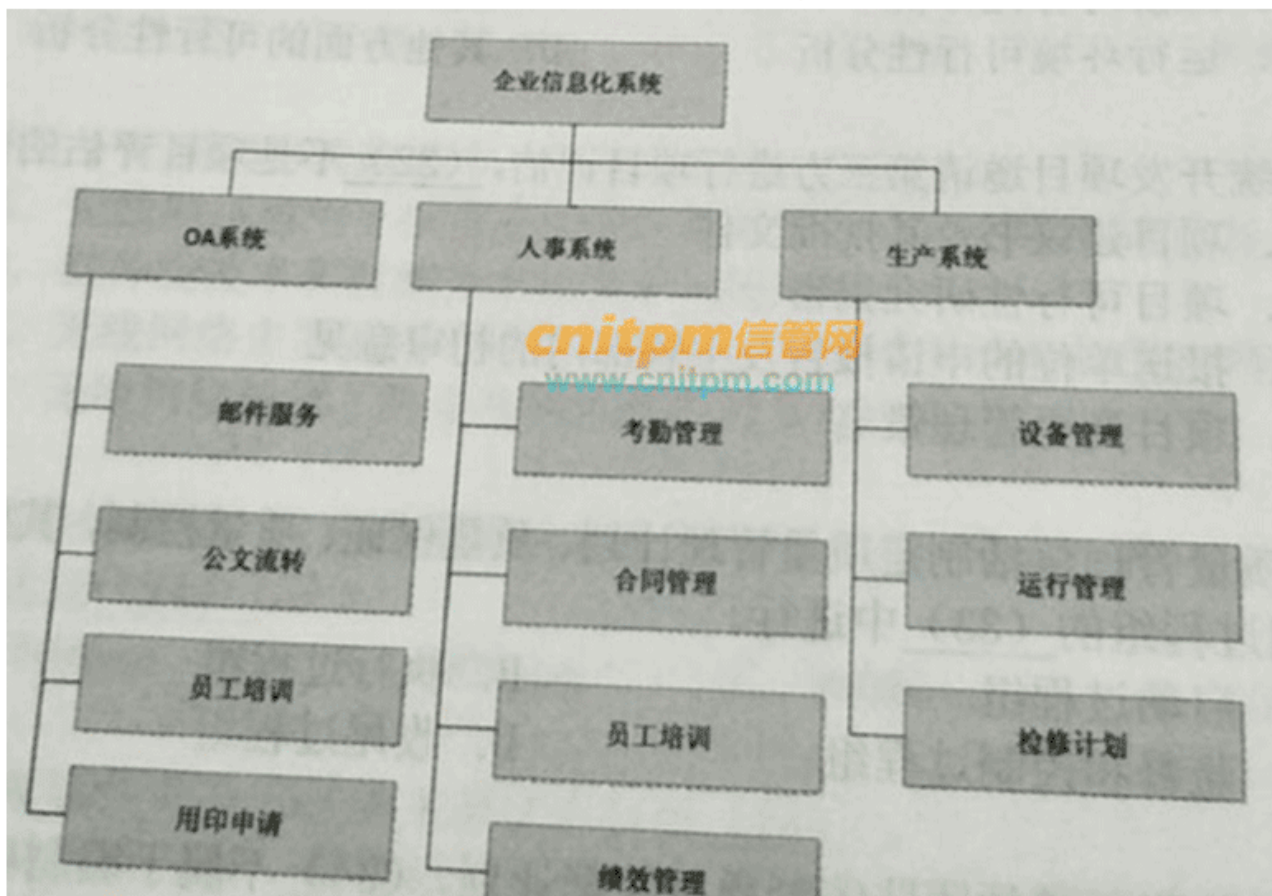 企业信息化系统
OA系统
人事系统
生产系统
cnitpm信管网
www.cnitpm.com
邮件服务
考勤管理
设备管理
公文流转
合同管理
运行管理
员工培训
员工培训
检修计划
用印申请
绩效管理